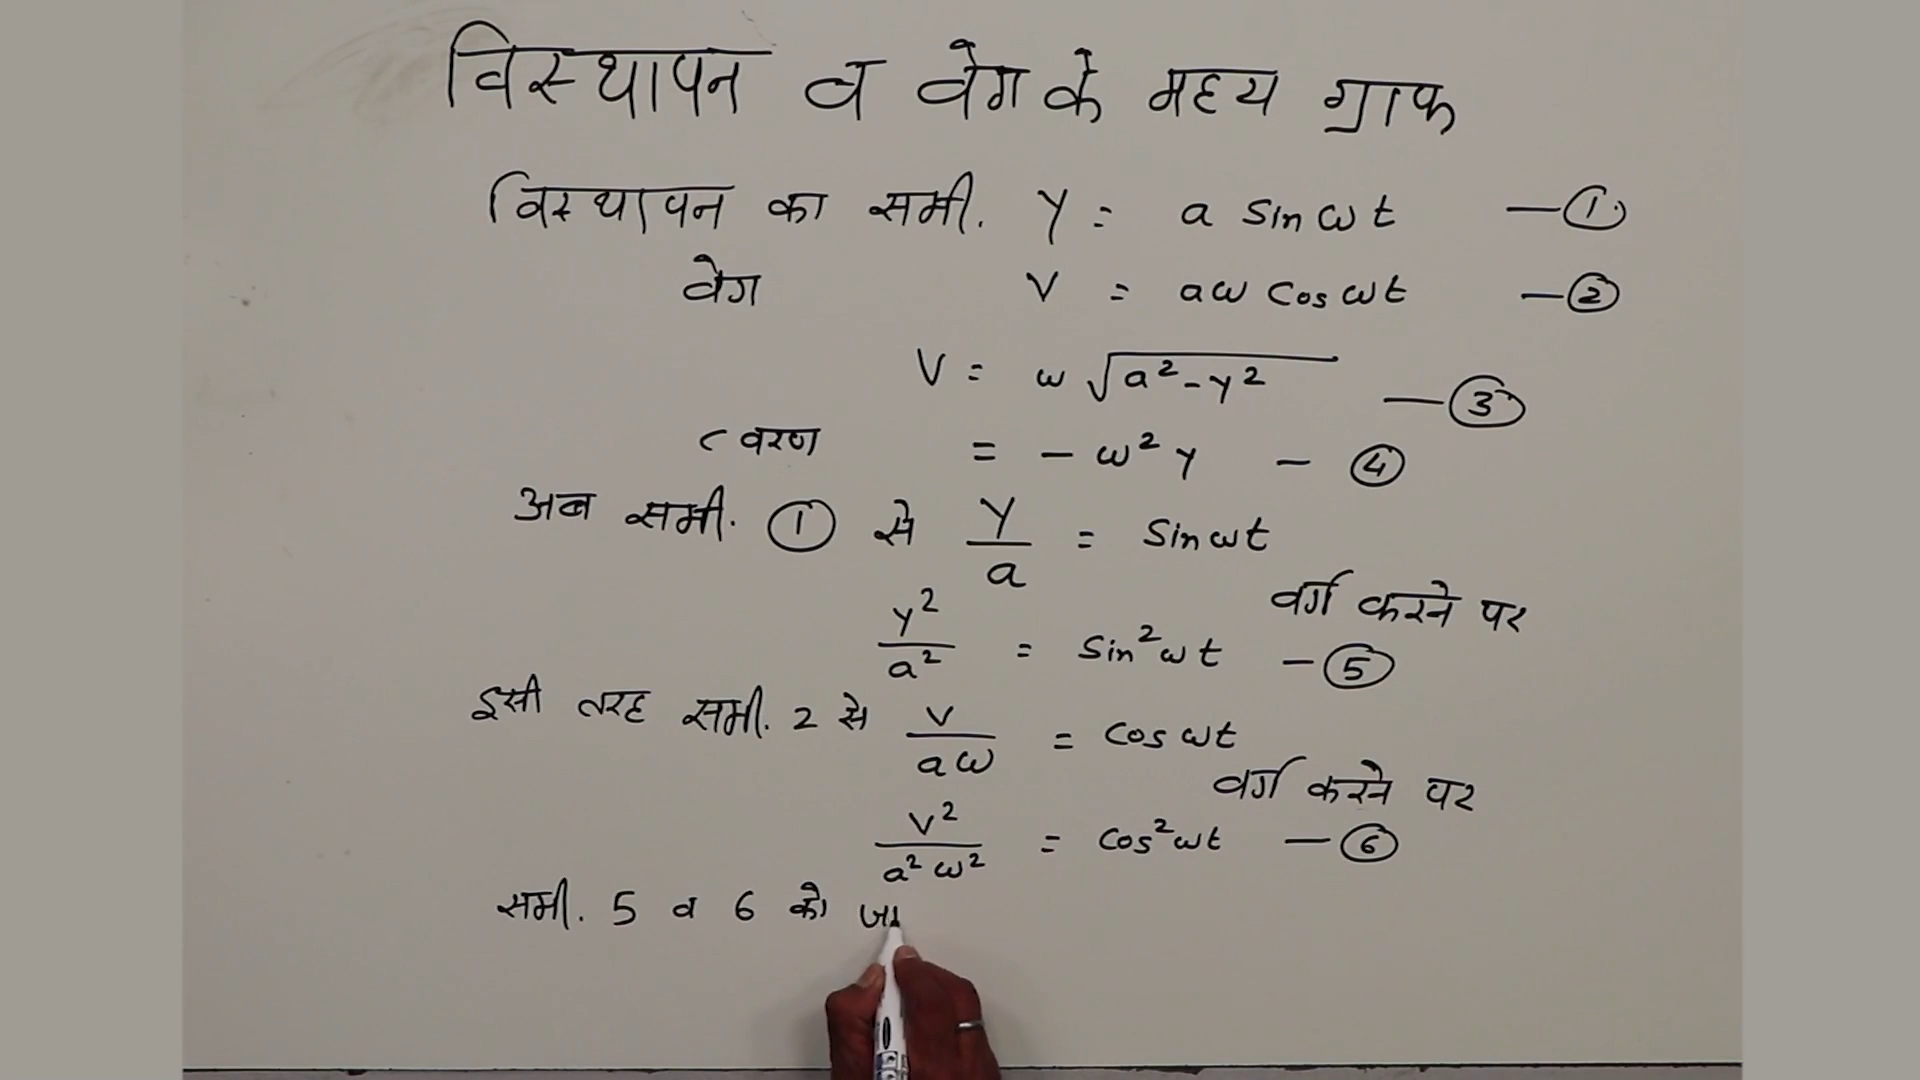 विस्थापन व वेग के मध्य ग्राफ
विस्थापन का समी. Y = a sin ωt —①
वेग V = aω cos ωt —②
V = ω √(a² - y²) —③
त्वरण = - ω² y - ④
अब समी. ① से Y/a = sin ωt
वर्ग करने पर
y²/a² = sin² ωt -⑤
इसी तरह समी. 2 से V/aω = cos ωt
वर्ग करने पर
V²/a² ω² = cos² ωt —⑥
समी. 5 व 6 को